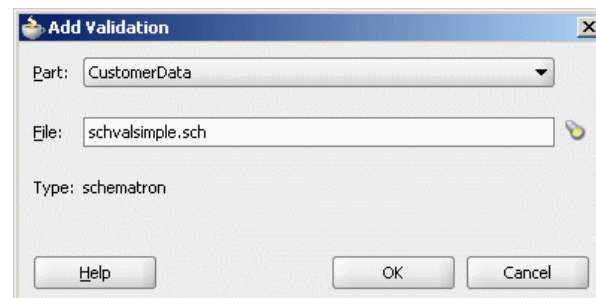 Add Validation
Part: CustomerData
File: schvalsimple.sch
Type: schematron
Help OK Cancel